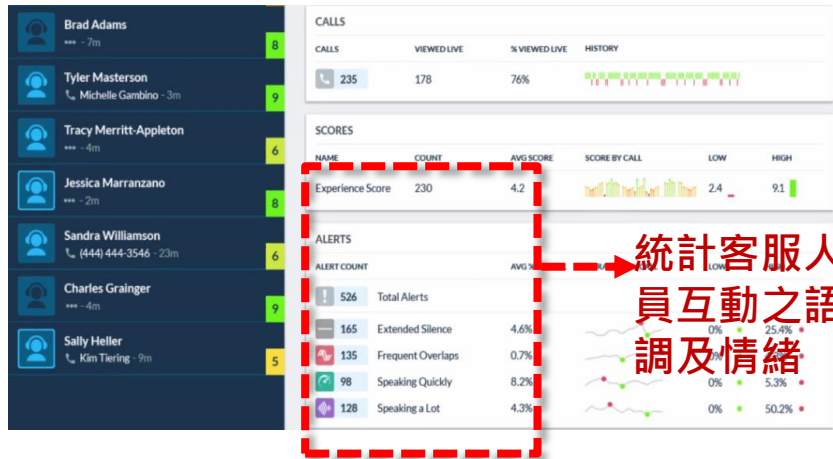 Brad Adams
••• - 7m
8
Tyler Masterson
Michelle Gambino - 3m
9
Tracy Merritt-Appleton
••• - 4m
6
Jessica Marranzano
••• - 2m
8
Sandra Williamson
(444) 444-3546 - 23m
6
Charles Grainger
••• - 4m
9
Sally Heller
Kim Tiering - 9m
5
CALLS
CALLS VIEWED LIVE % VIEWED LIVE HISTORY
235 178 76%
SCORES
NAME COUNT AVG SCORE SCORE BY CALL LOW HIGH
Experience Score 230 4.2 2.4 9.1
ALERTS
ALERT COUNT AVG %
526 Total Alerts
165 Extended Silence 4.6% 0% 25.4%
135 Frequent Overlaps 0.7%
98 Speaking Quickly 8.2% 0% 5.3%
128 Speaking a Lot 4.3% 0% 50.2%
統計客服人
員互動之語
調及情緒